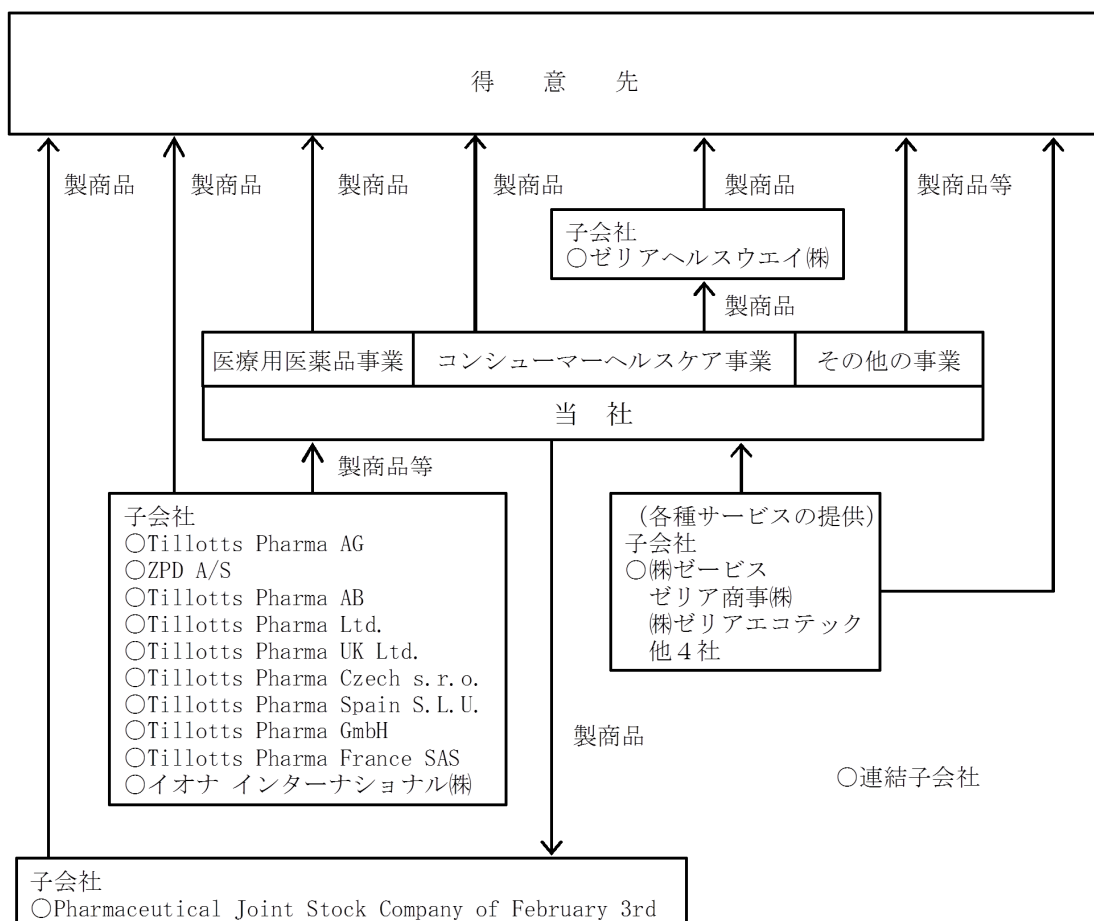 得 意 先
製商品
製商品
製商品
製商品
製商品
製商品等
子会社
○ゼリアヘルスウエイ㈱
製商品
医療用医薬品事業
コンシューマーヘルスケア事業
その他の事業
当 社
製商品等
子会社
○Tillotts Pharma AG
○ZPD A/S
○Tillotts Pharma AB
○Tillotts Pharma Ltd.
○Tillotts Pharma UK Ltd.
○Tillotts Pharma Czech s.r.o.
○Tillotts Pharma Spain S.L.U.
○Tillotts Pharma GmbH
○Tillotts Pharma France SAS
○イオナ インターナショナル㈱
(各種サービスの提供)
子会社
○㈱ゼービス
ゼリア商事㈱
㈱ゼリアエコテック
他４社
製商品
○連結子会社
子会社
○Pharmaceutical Joint Stock Company of February 3rd